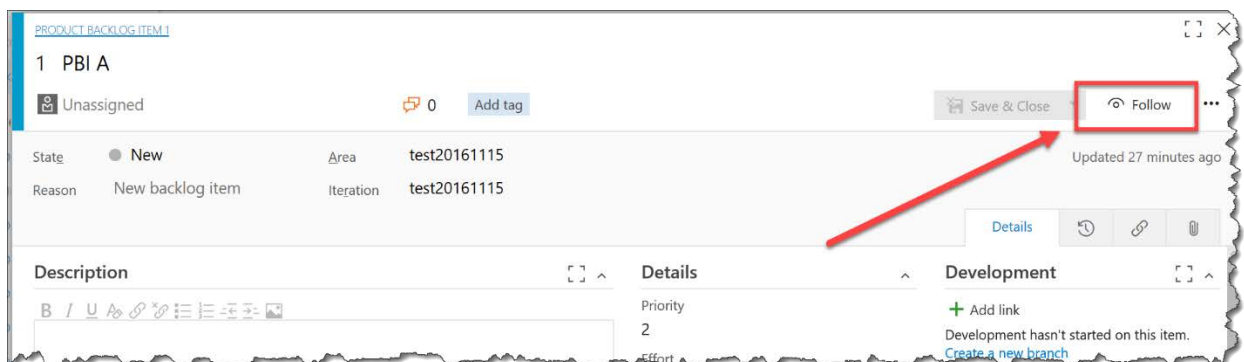 PRODUCT BACKLOG ITEM 1
1 PBI A
Unassigned 0 Add tag Save & Close Follow
State New Area test20161115 Updated 27 minutes ago
Reason New backlog item Iteration test20161115
Details
Description Details Development
B I U
Priority Add link
2 Development hasn't started on this item.
Effort Create a new branch